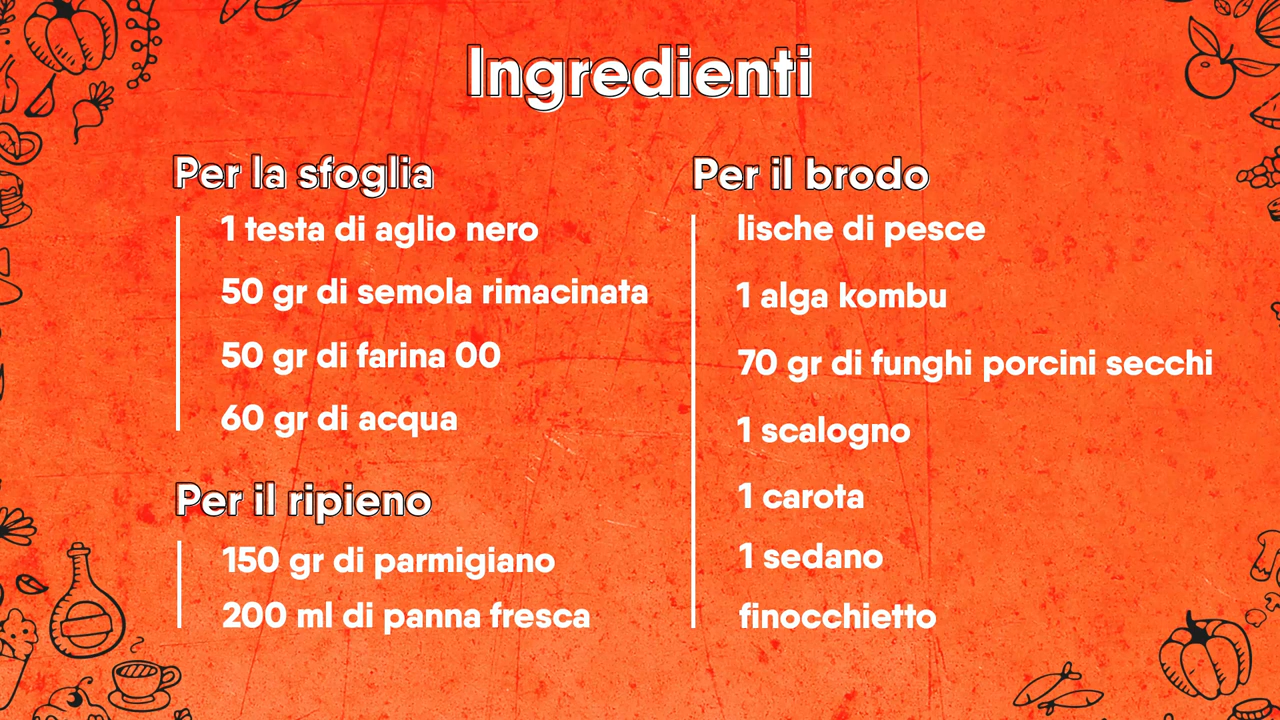 Ingredienti
Per la sfoglia
1 testa di aglio nero
50 gr di semola rimacinata
50 gr di farina 00
60 gr di acqua
Per il ripieno
150 gr di parmigiano
200 ml di panna fresca
Per il brodo
lische di pesce
1 alga kombu
70 gr di funghi porcini secchi
1 scalogno
1 carota
1 sedano
finocchietto